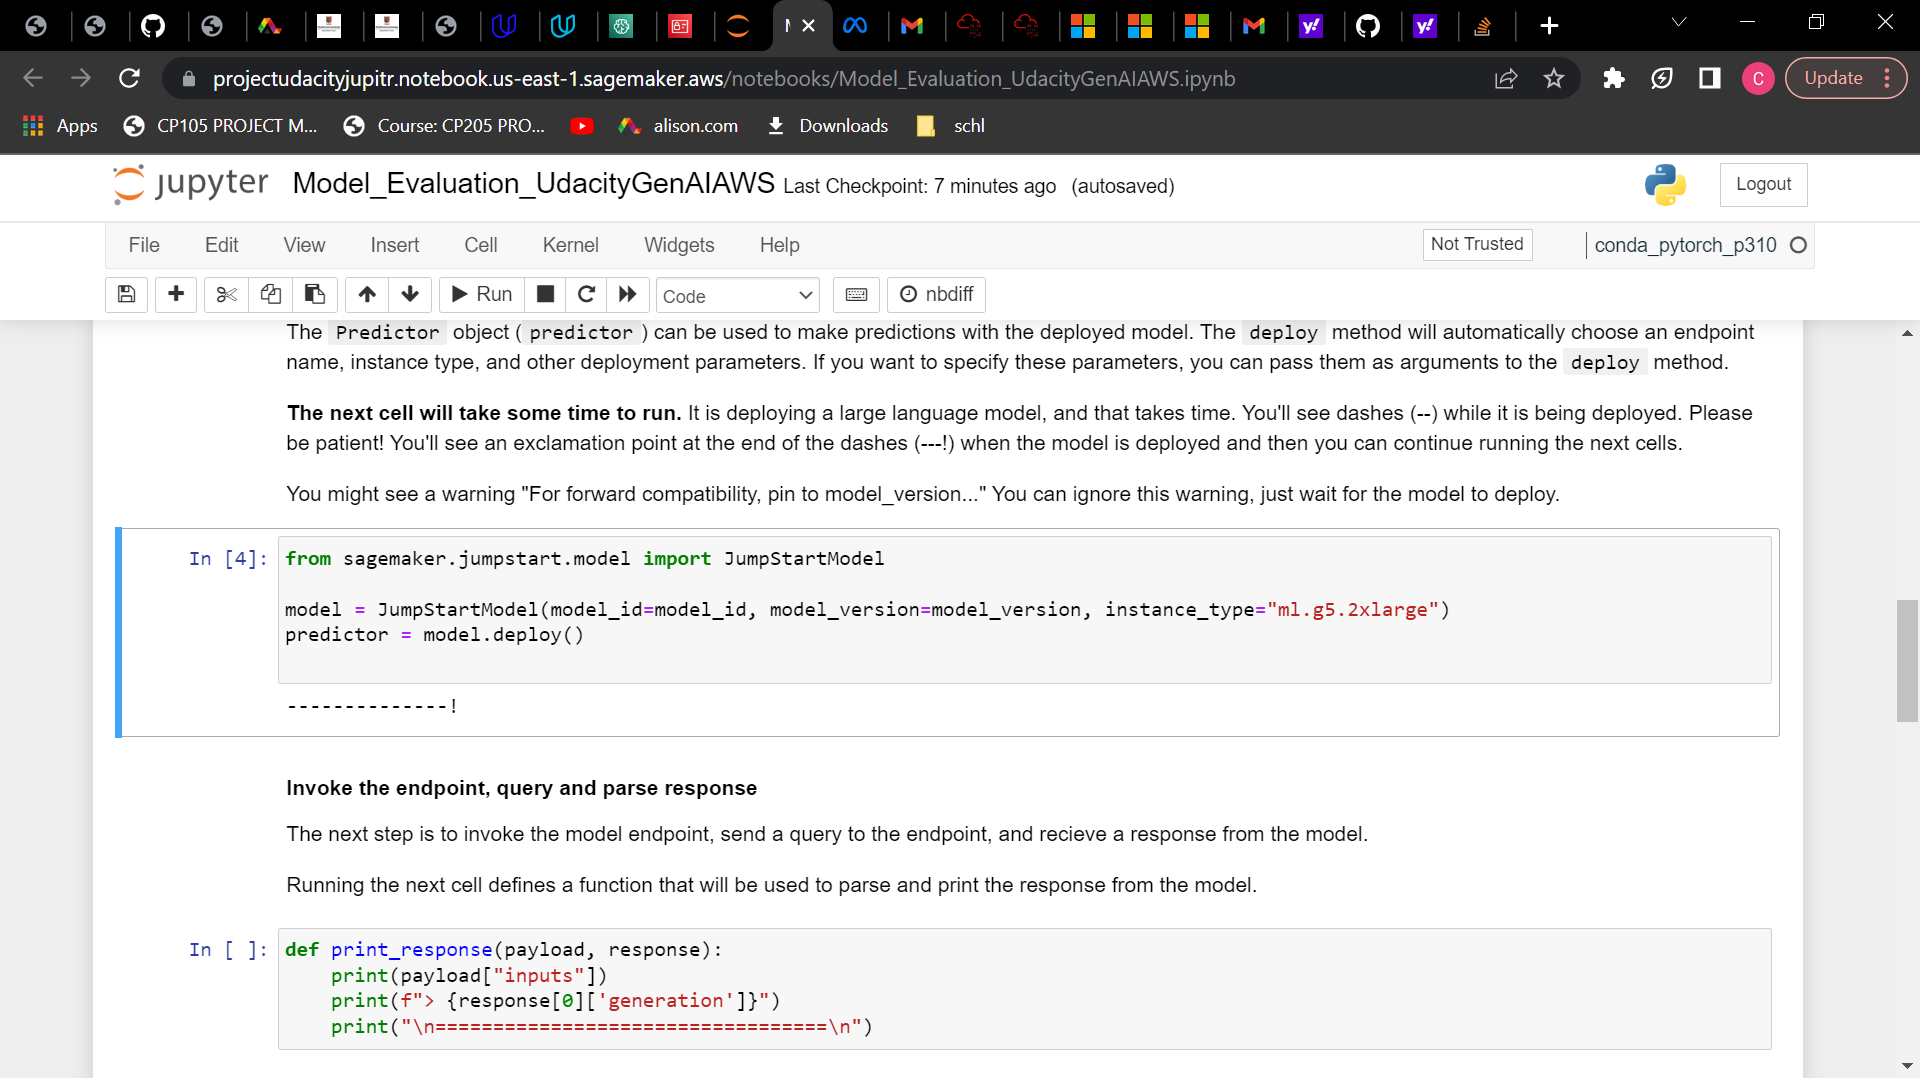 projectudacityjupitr.notebook.us-east-1.sagemaker.aws/notebooks/Model_Evaluation_UdacityGenAIAWS.ipynb
C
Update
Apps
CP105 PROJECT M...
Course: CP205 PRO...
alison.com
Downloads
schl
jupyter Model_Evaluation_UdacityGenAIAWS Last Checkpoint: 7 minutes ago (autosaved)
Logout
File Edit View Insert Cell Kernel Widgets Help
Not Trusted
conda_pytorch_p310
Run
Code
nbdiff
The Predictor object ( predictor ) can be used to make predictions with the deployed model. The deploy method will automatically choose an endpoint
name, instance type, and other deployment parameters. If you want to specify these parameters, you can pass them as arguments to the deploy method.
The next cell will take some time to run. It is deploying a large language model, and that takes time. You'll see dashes (--) while it is being deployed. Please
be patient! You'll see an exclamation point at the end of the dashes (---!) when the model is deployed and then you can continue running the next cells.
You might see a warning "For forward compatibility, pin to model_version..." You can ignore this warning, just wait for the model to deploy.
In [4]:
from sagemaker.jumpstart.model import JumpStartModel
model = JumpStartModel(model_id=model_id, model_version=model_version, instance_type="ml.g5.2xlarge")
predictor = model.deploy()
--------------!
Invoke the endpoint, query and parse response
The next step is to invoke the model endpoint, send a query to the endpoint, and recieve a response from the model.
Running the next cell defines a function that will be used to parse and print the response from the model.
In [ ]:
def print_response(payload, response):
    print(payload["inputs"])
    print(f"> {response[0]['generation']}")
    print("\n==================================\n")